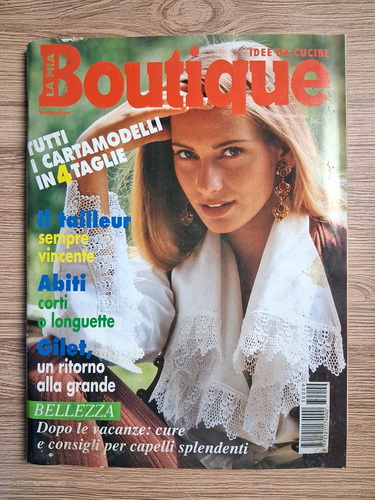 LA MIA
Boutique
IDEE DA CUCIRE
TUTTI
I CARTAMODELLI
IN 4 TAGLIE
Il tailleur
sempre
vincente
Abiti
corti
o longuette
Gilet,
un ritorno
alla grande
BELLEZZA
Dopo le vacanze: cure
e consigli per capelli splendenti